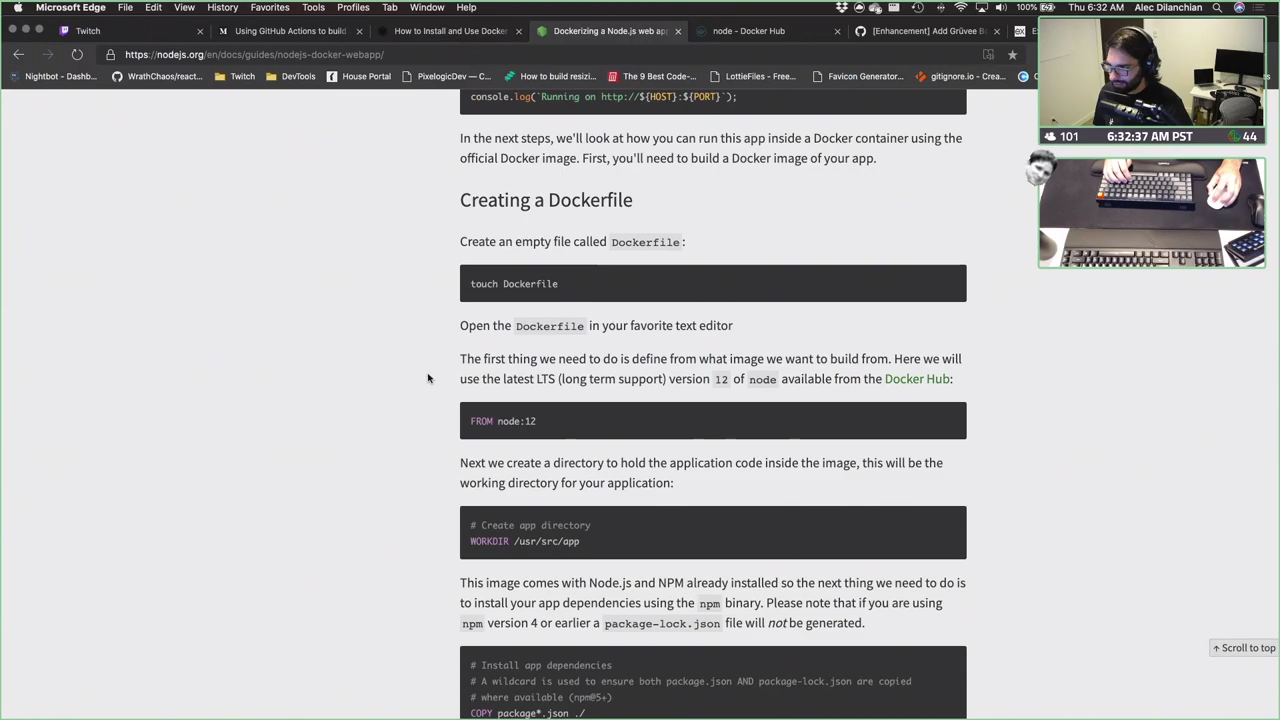 Microsoft Edge File Edit View History Favorites Tools Profiles Tab Window Help 100% Thu 6:32 AM Alec Dilanchian
Twitch × Using GitHub Actions to build × How to Install and Use Docker × Dockerizing a Node.js web app × node - Docker Hub × [Enhancement] Add Grüvee Bo
https://nodejs.org/en/docs/guides/nodejs-docker-webapp/
Nightbot - Dashbo... WrathChaos/react... Twitch DevTools House Portal PixelogicDev — C... How to build resizi... The 9 Best Code-... LottieFiles - Free... Favicon Generator... gitignore.io - Crea...
console.log(`Running on http://${HOST}:${PORT}`);
101 6:32:37 AM PST 44
In the next steps, we'll look at how you can run this app inside a Docker container using the
official Docker image. First, you'll need to build a Docker image of your app.
Creating a Dockerfile
Create an empty file called Dockerfile:
touch Dockerfile
Open the Dockerfile in your favorite text editor
The first thing we need to do is define from what image we want to build from. Here we will
use the latest LTS (long term support) version 12 of node available from the Docker Hub:
FROM node:12
Next we create a directory to hold the application code inside the image, this will be the
working directory for your application:
# Create app directory
WORKDIR /usr/src/app
This image comes with Node.js and NPM already installed so the next thing we need to do is
to install your app dependencies using the npm binary. Please note that if you are using
npm version 4 or earlier a package-lock.json file will not be generated.
↑ Scroll to top
# Install app dependencies
# A wildcard is used to ensure both package.json AND package-lock.json are copied
# where available (npm@5+)
COPY package*.json ./